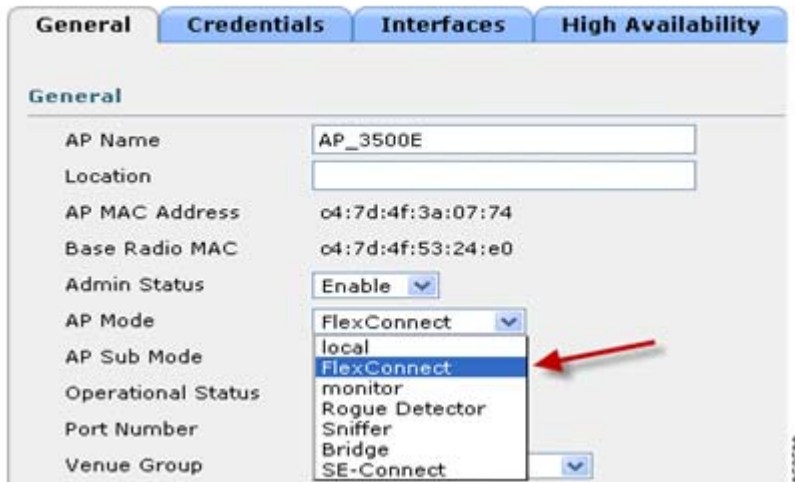 General Credentials Interfaces High Availability
General
AP Name AP_3500E
Location
AP MAC Address c4:7d:4f:3a:07:74
Base Radio MAC c4:7d:4f:53:24:e0
Admin Status Enable
AP Mode FlexConnect
local
AP Sub Mode FlexConnect
monitor
Operational Status Rogue Detector
Port Number Sniffer
Bridge
Venue Group SE-Connect